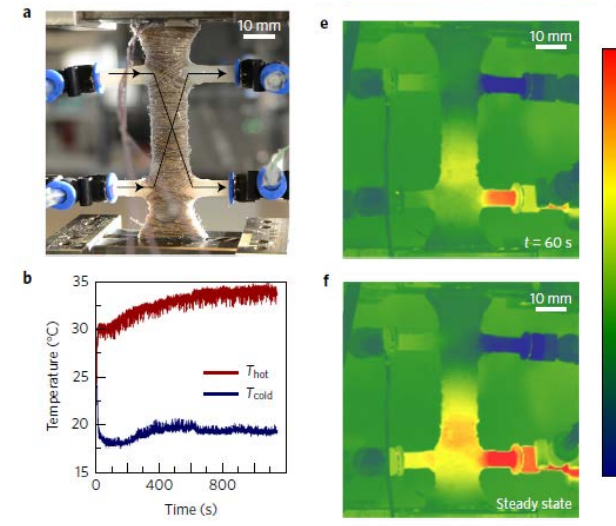 a
10 mm
b
35
30
25
20
15
Temperature (°C)
T_hot
T_cold
0
400
800
Time (s)
e
10 mm
t = 60 s
f
10 mm
Steady state